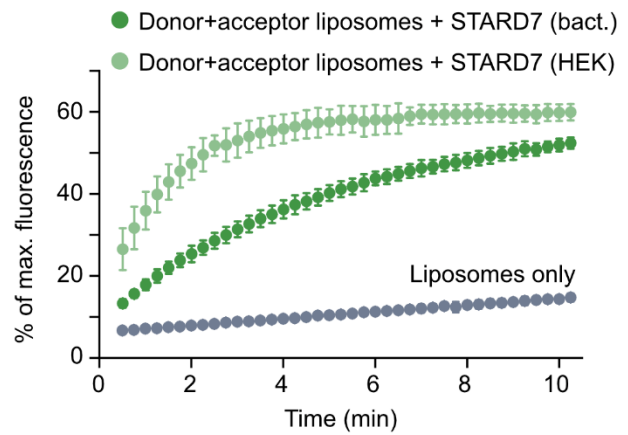 Donor+acceptor liposomes + STARD7 (bact.)
Donor+acceptor liposomes + STARD7 (HEK)
60
40
20
0
% of max. fluorescence
Liposomes only
0 2 4 6 8 10
Time (min)